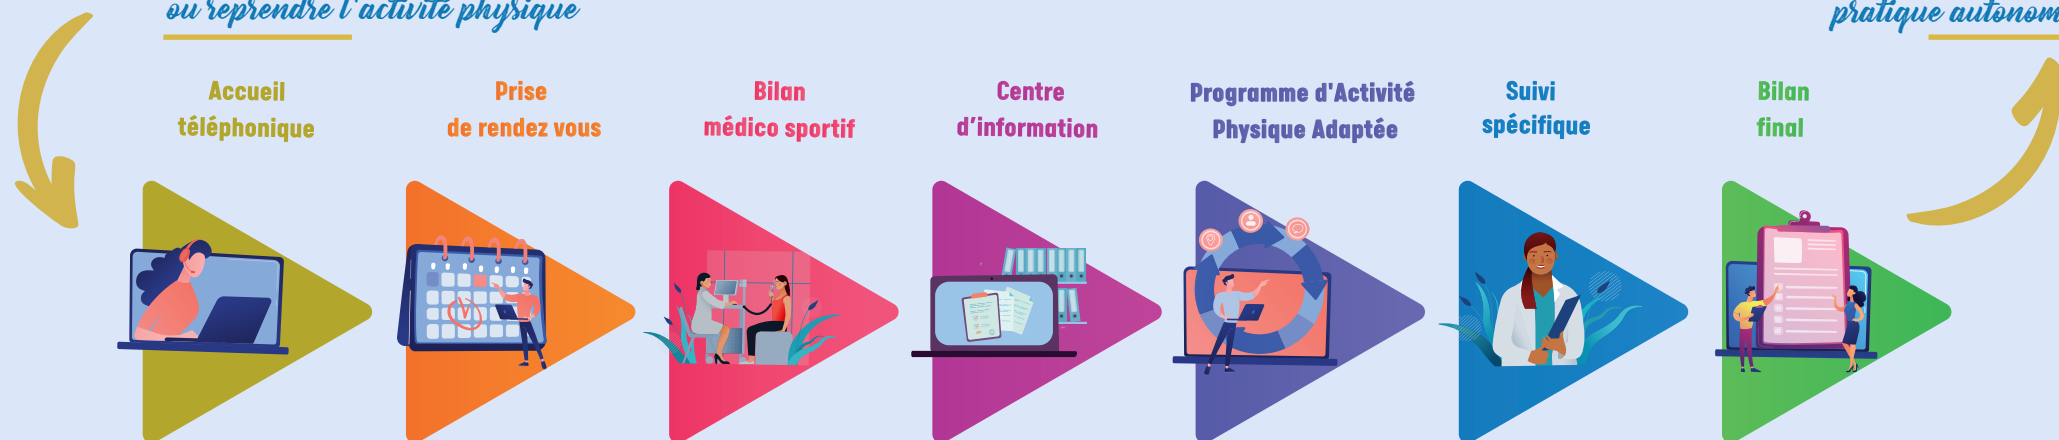 ou reprendre l'activité physique
pratique autonom
Accueil
téléphonique
Prise
de rendez vous
Bilan
médico sportif
Centre
d’information
Programme d'Activité
Physique Adaptée
Suivi
spécifique
Bilan
final